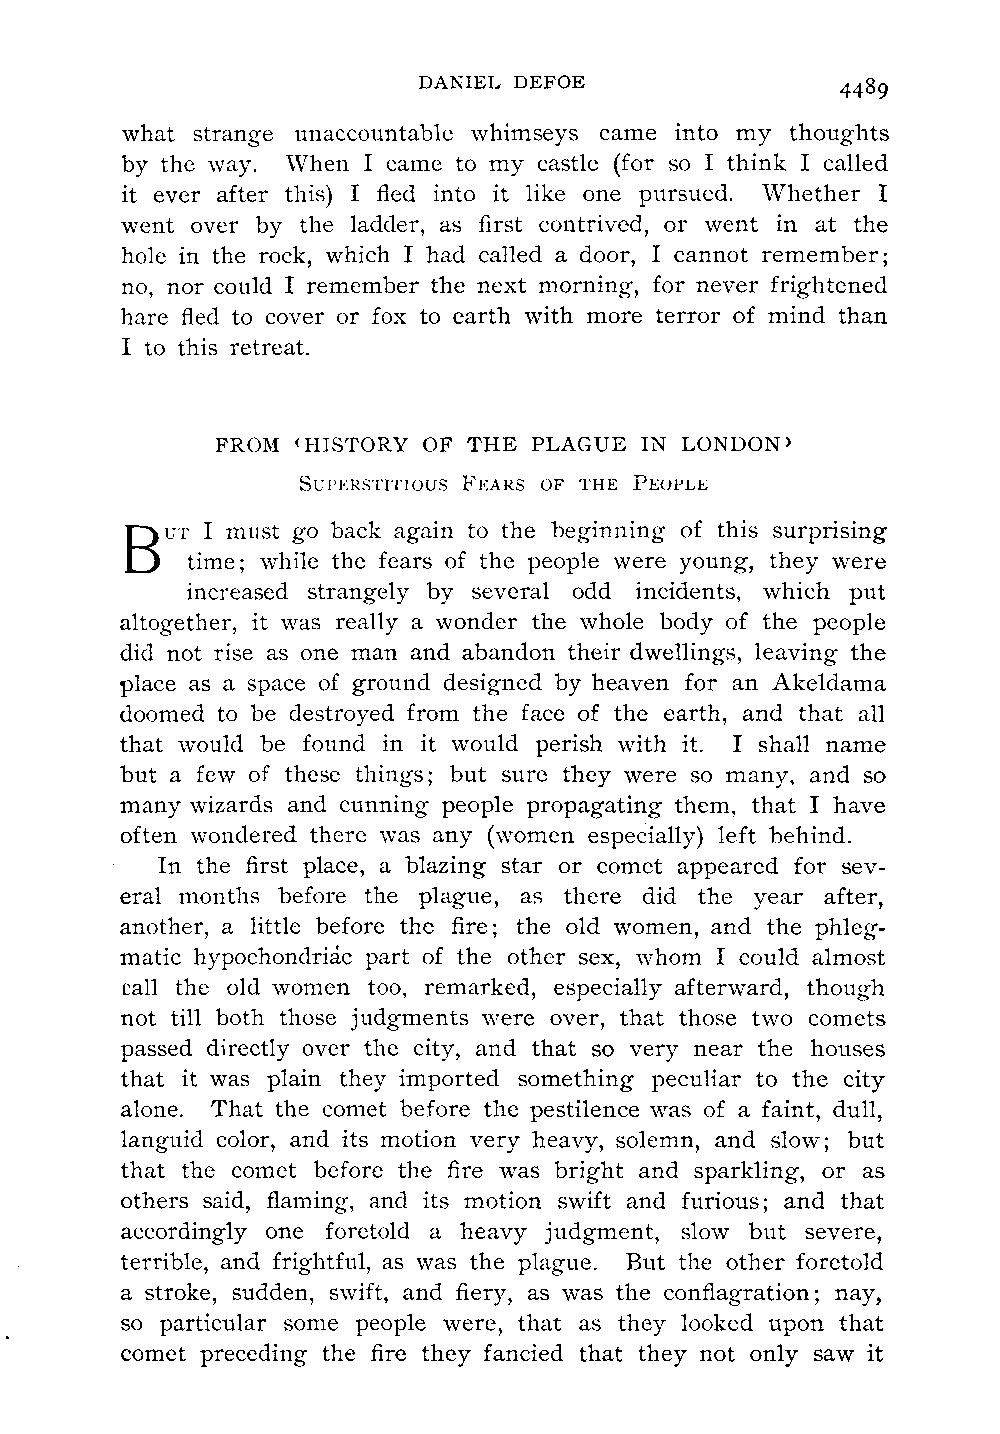 DANIEL DEFOE
4489
what strange unaccountable whimseys came into my thoughts
by the way. When I came to my castle (for so I think I called
it ever after this) I fled into it like one pursued. Whether I
went over by the ladder, as first contrived, or went in at the
hole in the rock, which I had called a door, I cannot remember;
no, nor could I remember the next morning, for never frightened
hare fled to cover or fox to earth with more terror of mind than
I to this retreat.
FROM ‹HISTORY OF THE PLAGUE IN LONDON›
SUPERSTITIOUS FEARS OF THE PEOPLE
BUT I must go back again to the beginning of this surprising
time; while the fears of the people were young, they were
increased strangely by several odd incidents, which put
altogether, it was really a wonder the whole body of the people
did not rise as one man and abandon their dwellings, leaving the
place as a space of ground designed by heaven for an Akeldama
doomed to be destroyed from the face of the earth, and that all
that would be found in it would perish with it. I shall name
but a few of these things; but sure they were so many, and so
many wizards and cunning people propagating them, that I have
often wondered there was any (women especially) left behind.
In the first place, a blazing star or comet appeared for sev-
eral months before the plague, as there did the year after,
another, a little before the fire; the old women, and the phleg-
matic hypochondriác part of the other sex, whom I could almost
call the old women too, remarked, especially afterward, though
not till both those judgments were over, that those two comets
passed directly over the city, and that so very near the houses
that it was plain they imported something peculiar to the city
alone. That the comet before the pestilence was of a faint, dull,
languid color, and its motion very heavy, solemn, and slow; but
that the comet before the fire was bright and sparkling, or as
others said, flaming, and its motion swift and furious; and that
accordingly one foretold a heavy judgment, slow but severe,
terrible, and frightful, as was the plague. But the other foretold
a stroke, sudden, swift, and fiery, as was the conflagration; nay,
so particular some people were, that as they looked upon that
comet preceding the fire they fancied that they not only saw it